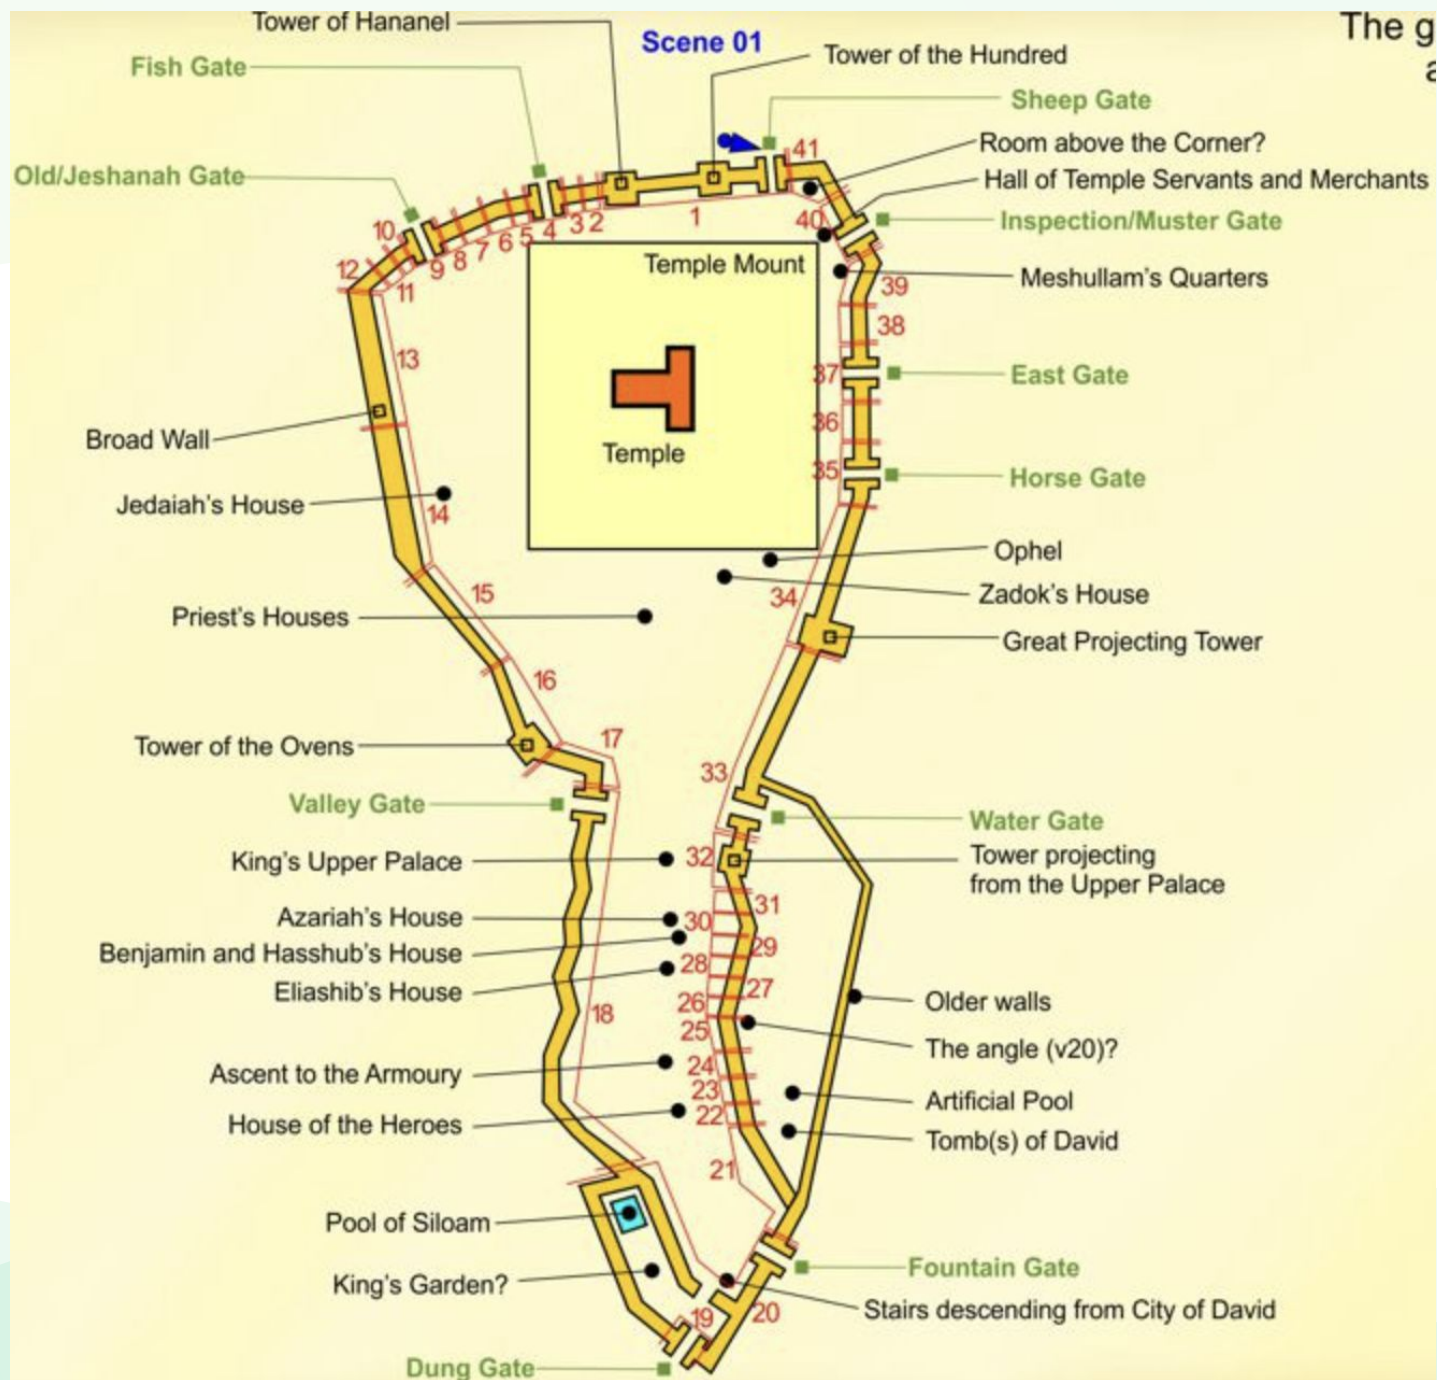 Tower of Hananel
Scene 01
The g
a
Tower of the Hundred
Fish Gate
Sheep Gate
Room above the Corner?
Old/Jeshanah Gate
Hall of Temple Servants and Merchants
Inspection/Muster Gate
Temple Mount
Meshullam's Quarters
East Gate
Broad Wall
Temple
Horse Gate
Jedaiah's House
Ophel
Zadok's House
Priest's Houses
Great Projecting Tower
Tower of the Ovens
Valley Gate
Water Gate
King's Upper Palace
Tower projecting
from the Upper Palace
Azariah's House
Benjamin and Hasshub's House
Eliashib's House
Older walls
The angle (v20)?
Ascent to the Armoury
Artificial Pool
House of the Heroes
Tomb(s) of David
Pool of Siloam
Fountain Gate
King's Garden?
Stairs descending from City of David
Dung Gate
1
2
3
4
5
6
7
8
9
10
11
12
13
14
15
16
17
18
19
20
21
22
23
24
25
26
27
28
29
30
31
32
33
34
35
36
37
38
39
40
41